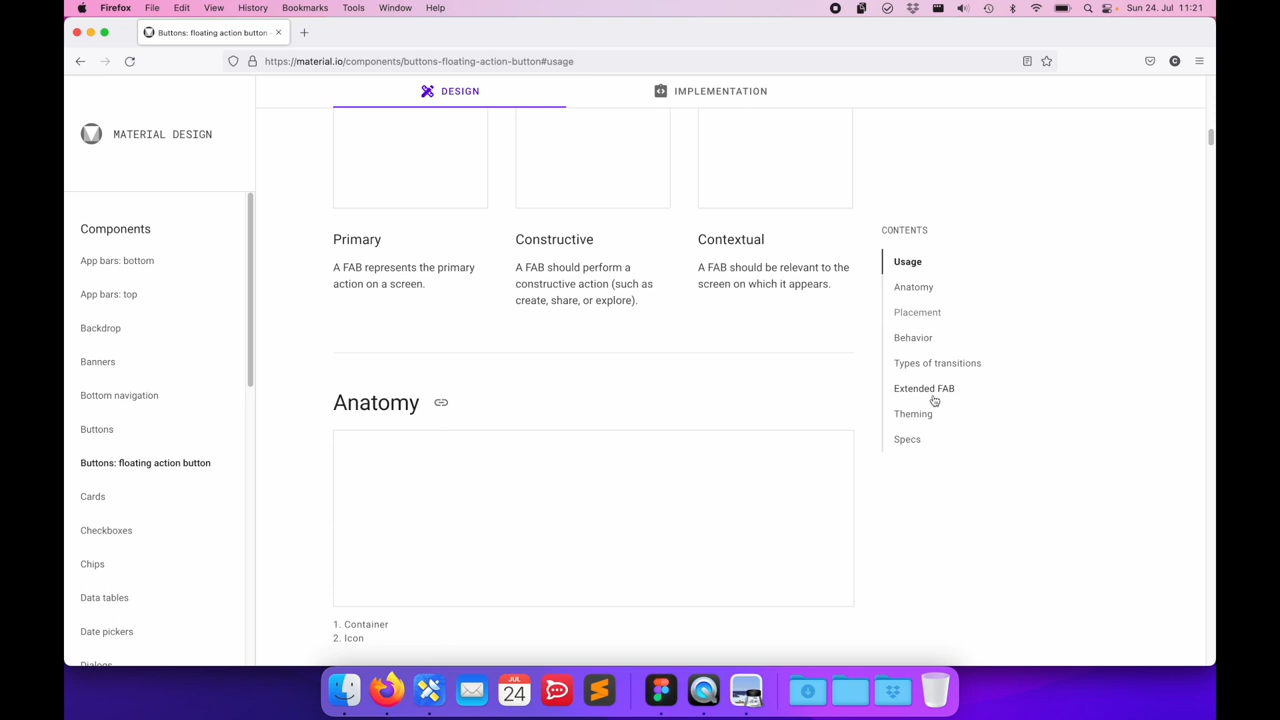 Firefox File Edit View History Bookmarks Tools Window Help Sun 24. Jul 11:21
Buttons: floating action button -
https://material.io/components/buttons-floating-action-button#usage
DESIGN
IMPLEMENTATION
MATERIAL DESIGN
Components
App bars: bottom
App bars: top
Backdrop
Banners
Bottom navigation
Buttons
Buttons: floating action button
Cards
Checkboxes
Chips
Data tables
Date pickers
Dialogs
Primary
A FAB represents the primary
action on a screen.
Constructive
A FAB should perform a
constructive action (such as
create, share, or explore).
Contextual
A FAB should be relevant to the
screen on which it appears.
Anatomy
1. Container
2. Icon
CONTENTS
Usage
Anatomy
Placement
Behavior
Types of transitions
Extended FAB
Theming
Specs
JUL
24